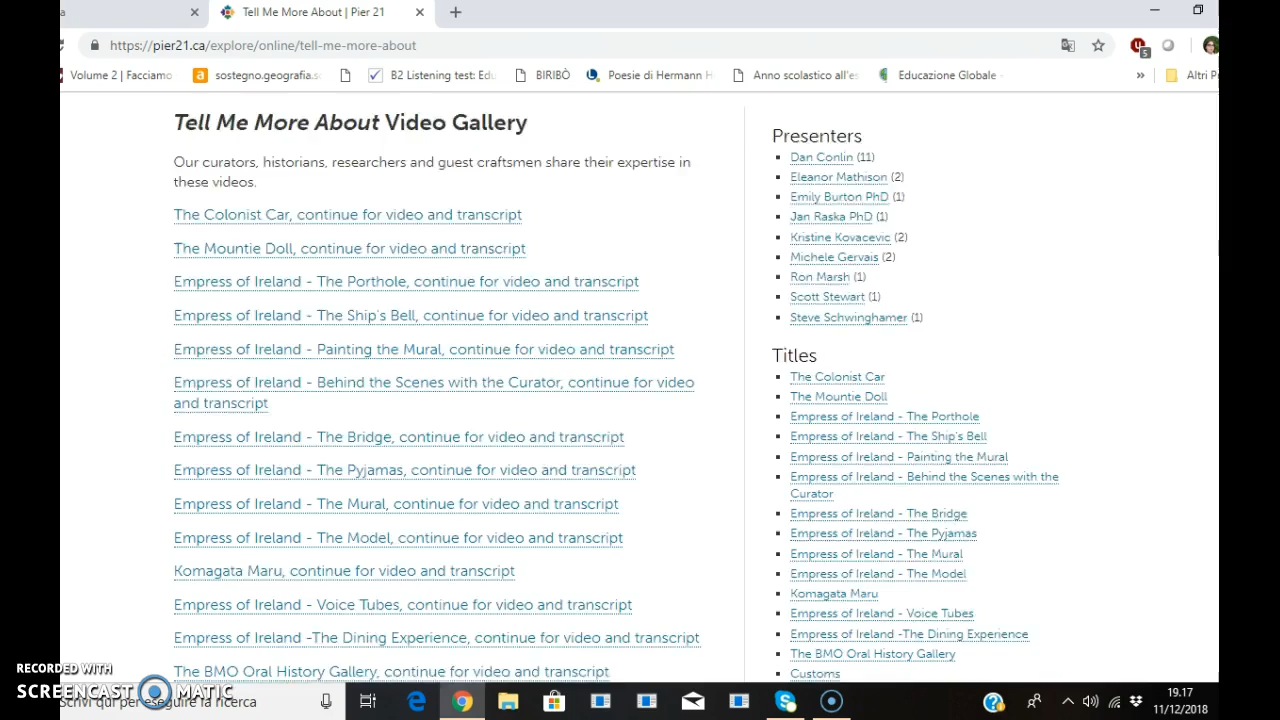 Tell Me More About | Pier 21
https://pier21.ca/explore/online/tell-me-more-about
5
Volume 2 | Facciamo
sostegno.geografia.s
B2 Listening test: Edu
BIRIBÒ
Poesie di Hermann H
Anno scolastico all'es
Educazione Globale -
»
Altri Pr
Tell Me More About Video Gallery
Our curators, historians, researchers and guest craftsmen share their expertise in
these videos.
The Colonist Car, continue for video and transcript
The Mountie Doll, continue for video and transcript
Empress of Ireland - The Porthole, continue for video and transcript
Empress of Ireland - The Ship's Bell, continue for video and transcript
Empress of Ireland - Painting the Mural, continue for video and transcript
Empress of Ireland - Behind the Scenes with the Curator, continue for video
and transcript
Empress of Ireland - The Bridge, continue for video and transcript
Empress of Ireland - The Pyjamas, continue for video and transcript
Empress of Ireland - The Mural, continue for video and transcript
Empress of Ireland - The Model, continue for video and transcript
Komagata Maru, continue for video and transcript
Empress of Ireland - Voice Tubes, continue for video and transcript
Empress of Ireland -The Dining Experience, continue for video and transcript
The BMO Oral History Gallery, continue for video and transcript
Presenters
Dan Conlin (11)
Eleanor Mathison (2)
Emily Burton PhD (1)
Jan Raska PhD (1)
Kristine Kovacevic (2)
Michele Gervais (2)
Ron Marsh (1)
Scott Stewart (1)
Steve Schwinghamer (1)
Titles
The Colonist Car
The Mountie Doll
Empress of Ireland - The Porthole
Empress of Ireland - The Ship's Bell
Empress of Ireland - Painting the Mural
Empress of Ireland - Behind the Scenes with the
Curator
Empress of Ireland - The Bridge
Empress of Ireland - The Pyjamas
Empress of Ireland - The Mural
Empress of Ireland - The Model
Komagata Maru
Empress of Ireland - Voice Tubes
Empress of Ireland -The Dining Experience
The BMO Oral History Gallery
Customs
RECORDED WITH
SCREENCAST MATIC
Scrivi qui per eseguire la ricerca
19.17
11/12/2018